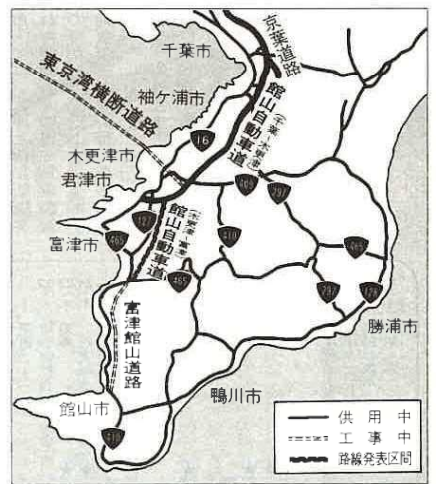 京葉道路
千葉市
東京湾横断道路
袖ケ浦市
館山自動車道
(千葉~木更津)
16
木更津市
君津市
409
297
127
410
富津市
465
館山自動車道
(木更津~富津)
465
465
297
128
勝浦市
富津館山道路
鴨川市
館山市
410
供用中
工事中
路線発表区間